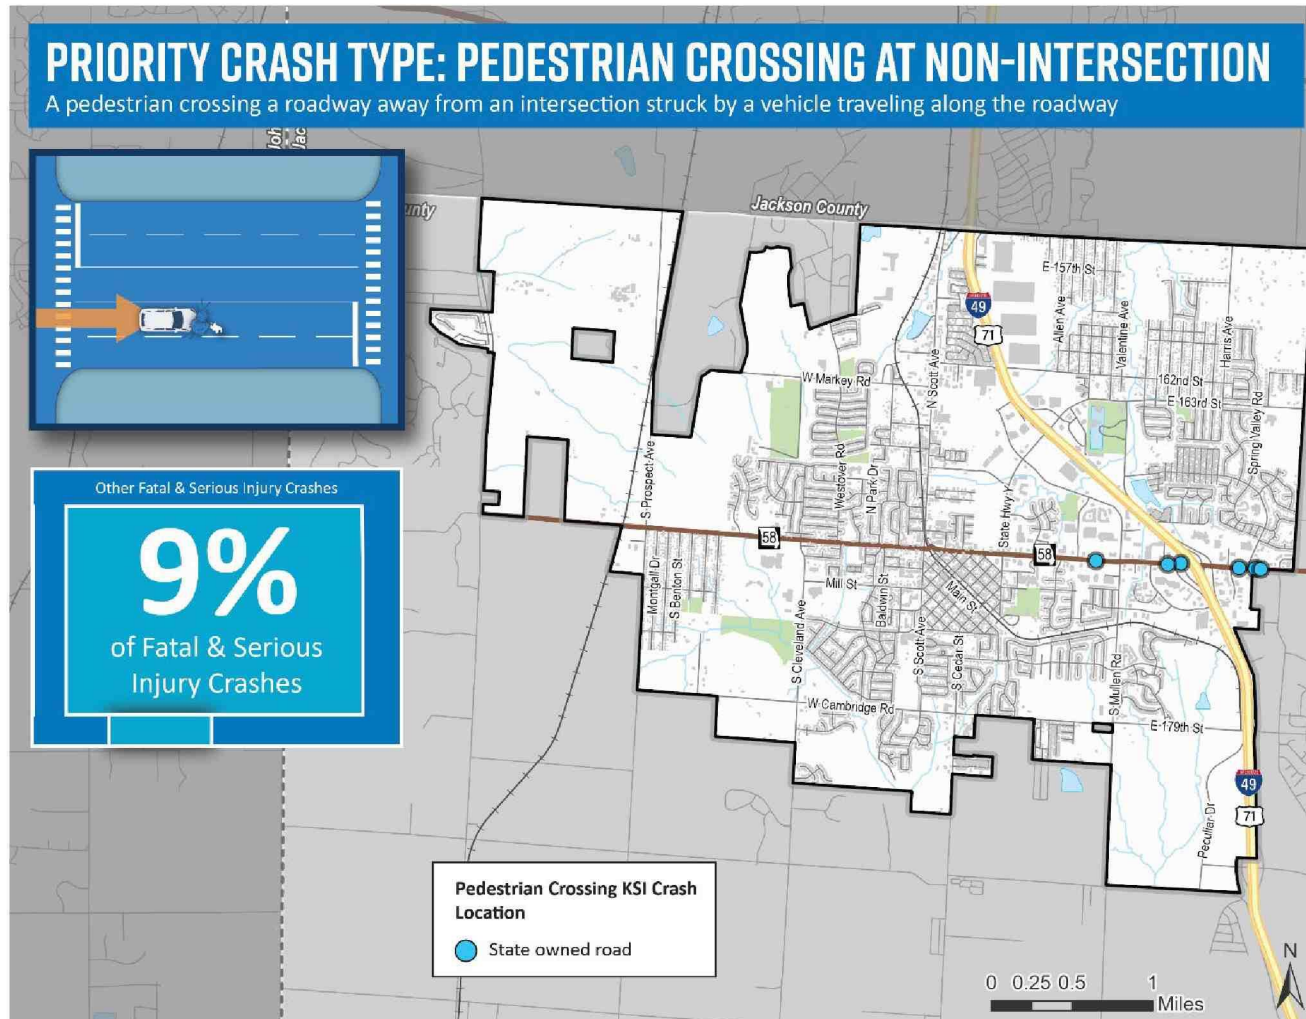 PRIORITY CRASH TYPE: PEDESTRIAN CROSSING AT NON-INTERSECTION
A pedestrian crossing a roadway away from an intersection struck by a vehicle traveling along the roadway
Joh
Jac
unty
Jackson County
E 157th St
49
71
Allen Ave
Valentine Ave
Harris Ave
N Scott Ave
W Markey Rd
162nd St
E 163rd St
Spring Valley Rd
S Prospect Ave
Westover Rd
N Park Dr
State Hwy Y
58
58
Montgall Dr
S Benton St
Mill St
Baldwin St
Main St
S Cleveland Ave
S Scott Ave
S Cedar St
S Mullen Rd
W Cambridge Rd
E 179th St
49
71
Peculiar Dr
Other Fatal & Serious Injury Crashes
9%
of Fatal & Serious
Injury Crashes
Pedestrian Crossing KSI Crash
Location
State owned road
N
0 0.25 0.5 1
Miles